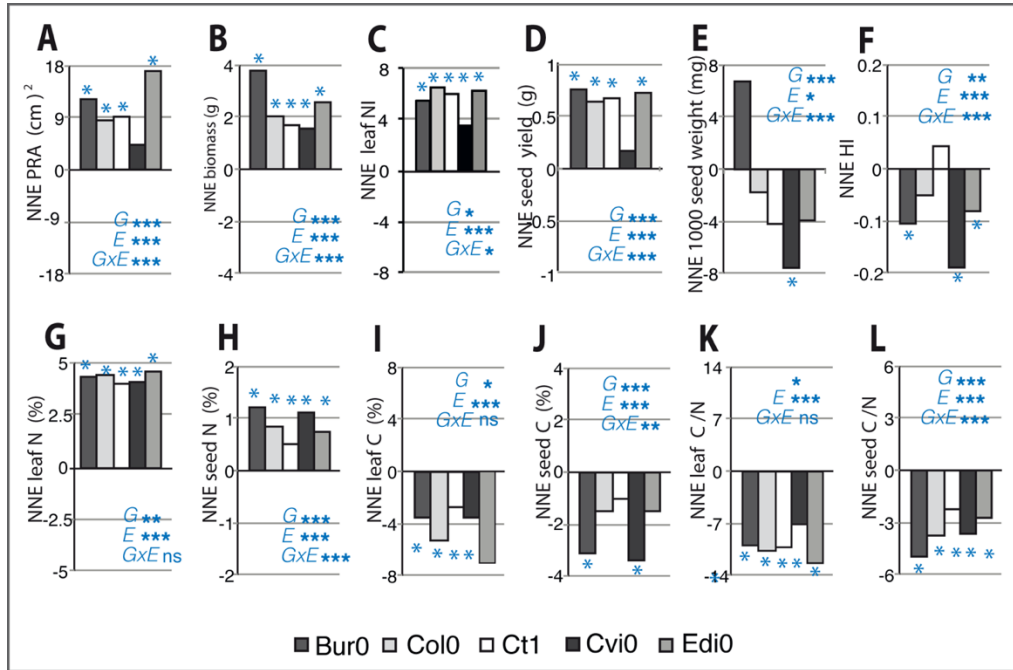 A
NNE PRA (cm)2
18
9
0
-9
-18
* * * *
G ***
E ***
GxE ***
B
NNE biomass (g)
4
2
0
-2
-4
* * * * *
G ***
E ***
GxE ***
C
NNE leaf NI
8
4
0
-4
-8
* * * * *
G *
E ***
GxE *
D
NNE seed yield (g)
1
0.5
0
-0.5
-1
* * * *
G ***
E ***
GxE ***
E
NNE 1000 seed weight (mg)
8
4
0
-4
-8
G ***
E *
GxE ***
*
F
NNE HI
0.2
0.1
0
-0.1
-0.2
G **
E ***
GxE ***
* * *
G
NNE leaf N (%)
5
2.5
0
-2.5
-5
* * * * *
G **
E ***
GxE ns
H
NNE seed N (%)
2
1
0
-1
-2
* * * * *
G ***
E ***
GxE ***
I
NNE leaf C (%)
8
4
0
-4
-8
G *
E ***
GxE ns
* * * *
J
NNE seed C (%)
4
2
0
-2
-4
G ***
E ***
GxE **
* *
K
NNE leaf C /N
14
7
0
-7
-14
*
E ***
GxE ns
* * * * *
L
NNE seed C /N
6
3
0
-3
-6
G ***
E ***
GxE ***
* * * * *
Bur0 Col0 Ct1 Cvi0 Edi0